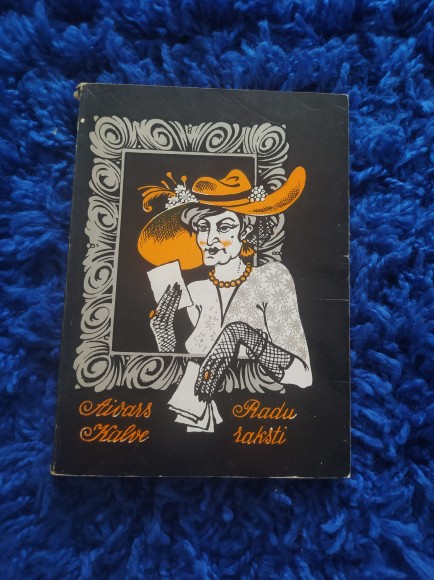 Aivars
Kalve
Radu
raksti